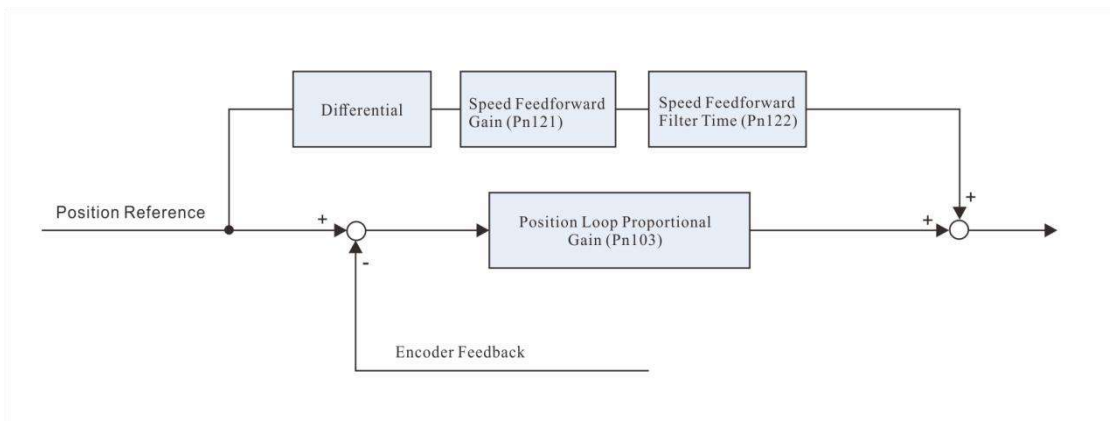 Differential
Speed Feedforward
Gain (Pn121)
Speed Feedforward
Filter Time (Pn122)
+
Position Reference
+
Position Loop Proportional
Gain (Pn103)
+
-
Encoder Feedback